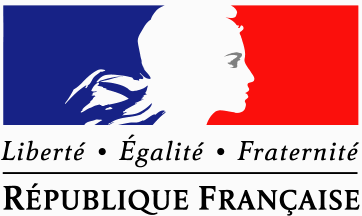 Liberté • Égalité • Fraternité
RÉPUBLIQUE FRANÇAISE